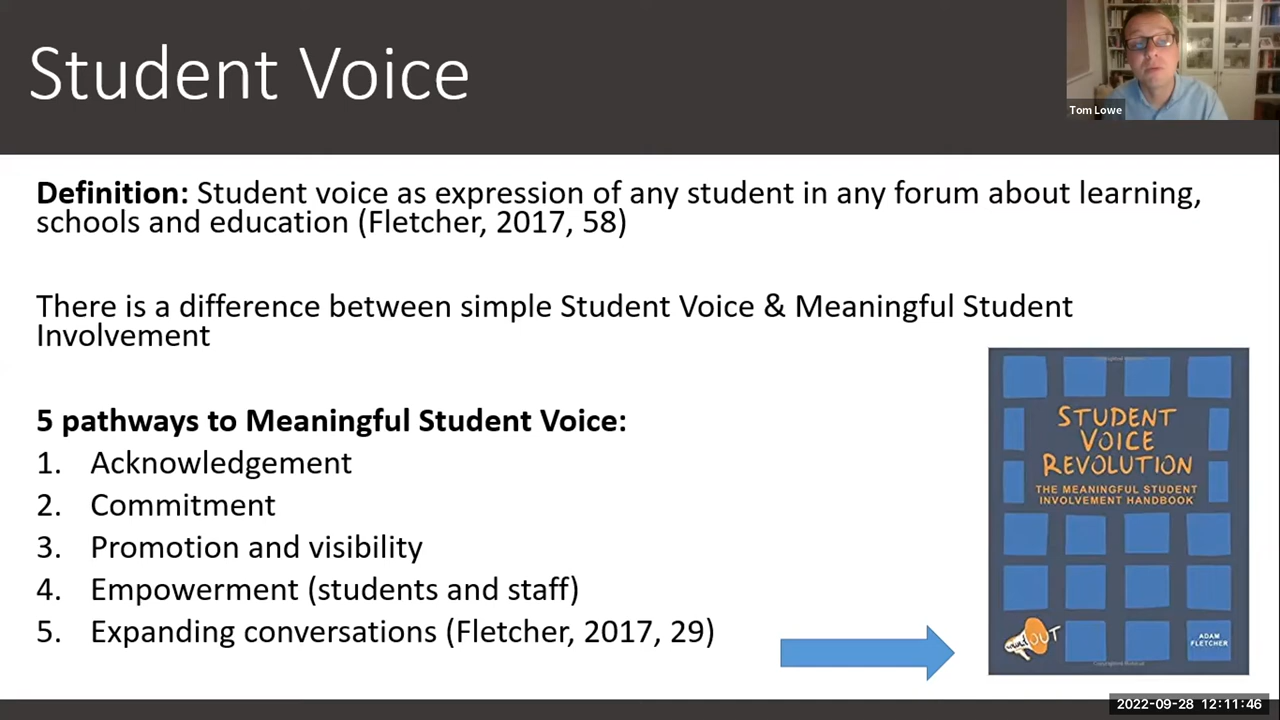 Student Voice
Tom Lowe
Definition: Student voice as expression of any student in any forum about learning,
schools and education (Fletcher, 2017, 58)
There is a difference between simple Student Voice & Meaningful Student
Involvement
5 pathways to Meaningful Student Voice:
1. Acknowledgement
2. Commitment
3. Promotion and visibility
4. Empowerment (students and staff)
5. Expanding conversations (Fletcher, 2017, 29)
STUDENT
VOICE
REVOLUTION
THE MEANINGFUL STUDENT
INVOLVEMENT HANDBOOK
OUT
ADAM
FLETCHER
2022-09-28 12:11:46